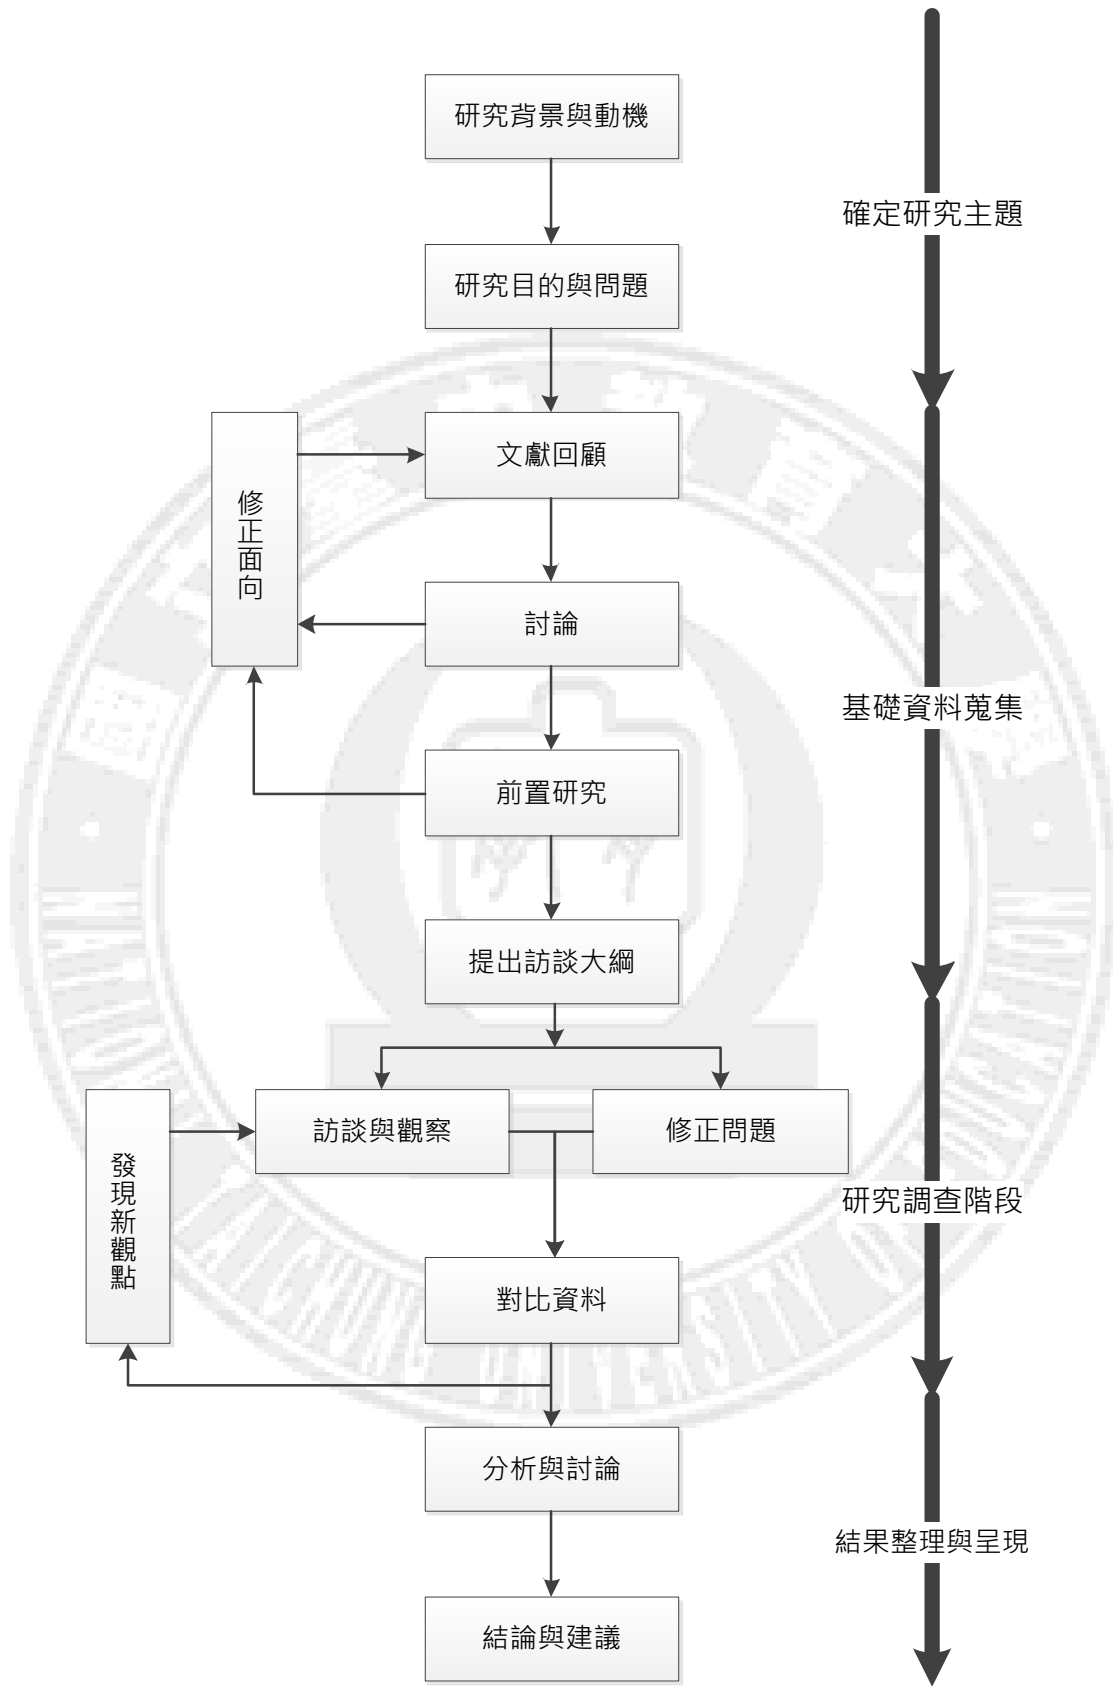 研究背景與動機
確定研究主題
研究目的與問題
文獻回顧
修正面向
討論
基礎資料蒐集
前置研究
提出訪談大綱
訪談與觀察
修正問題
發現新觀點
研究調查階段
對比資料
分析與討論
結果整理與呈現
結論與建議